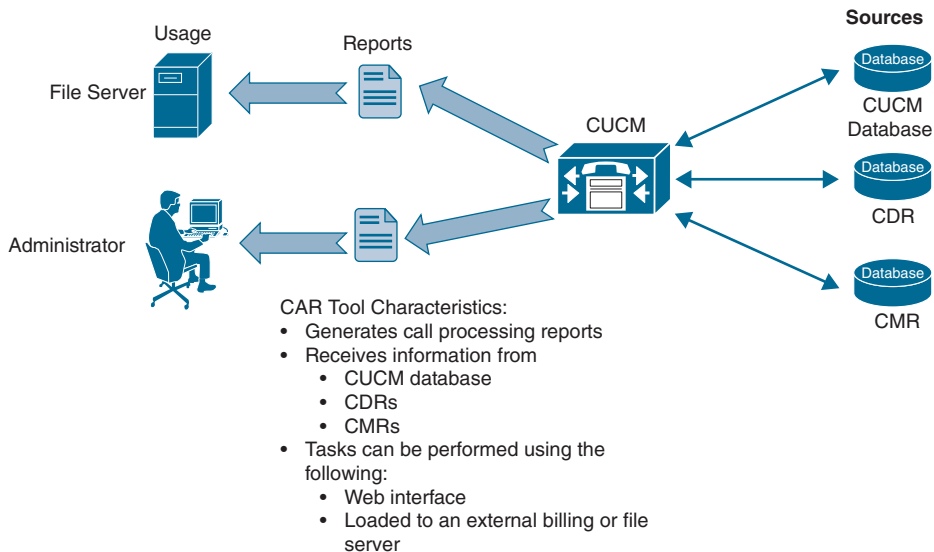 Sources
Usage
Reports
Database
File Server
CUCM
CUCM
Database
Database
CDR
Administrator
Database
CMR
CAR Tool Characteristics:
• Generates call processing reports
• Receives information from
• CUCM database
• CDRs
• CMRs
• Tasks can be performed using the
following:
• Web interface
• Loaded to an external billing or file
server